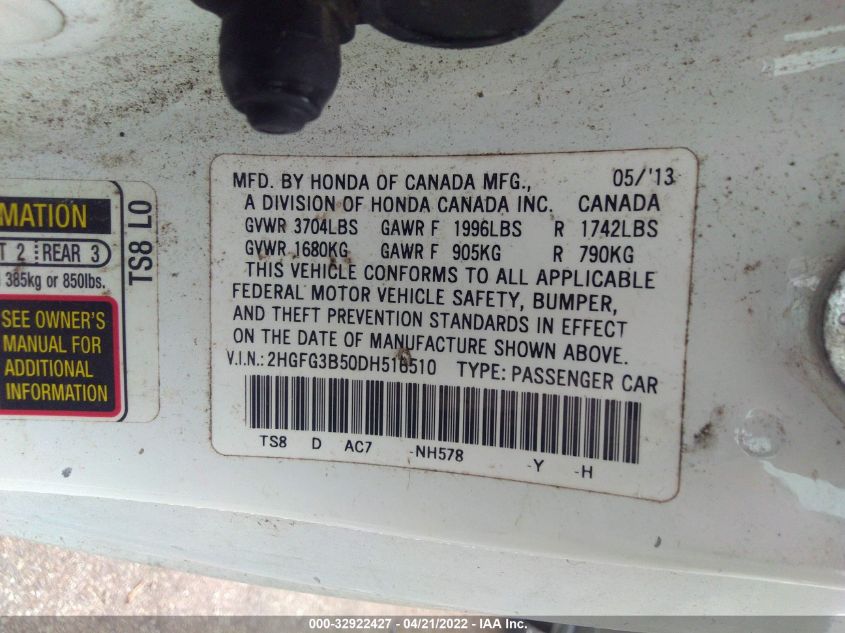 MATION
T 2 REAR 3
385kg or 850lbs.
SEE OWNER'S
MANUAL FOR
ADDITIONAL
INFORMATION
TS8 L0
MFD. BY HONDA OF CANADA MFG., 05/'13
A DIVISION OF HONDA CANADA INC. CANADA
GVWR 3704LBS GAWR F 1996LBS R 1742LBS
GVWR 1680KG GAWR F 905KG R 790KG
THIS VEHICLE CONFORMS TO ALL APPLICABLE
FEDERAL MOTOR VEHICLE SAFETY, BUMPER,
AND THEFT PREVENTION STANDARDS IN EFFECT
ON THE DATE OF MANUFACTURE SHOWN ABOVE.
V.I.N.: TYPE: PASSENGER CAR
TS8 D AC7 -NH578 -Y -H
000-32922427 - 04/21/2022 - IAA Inc.